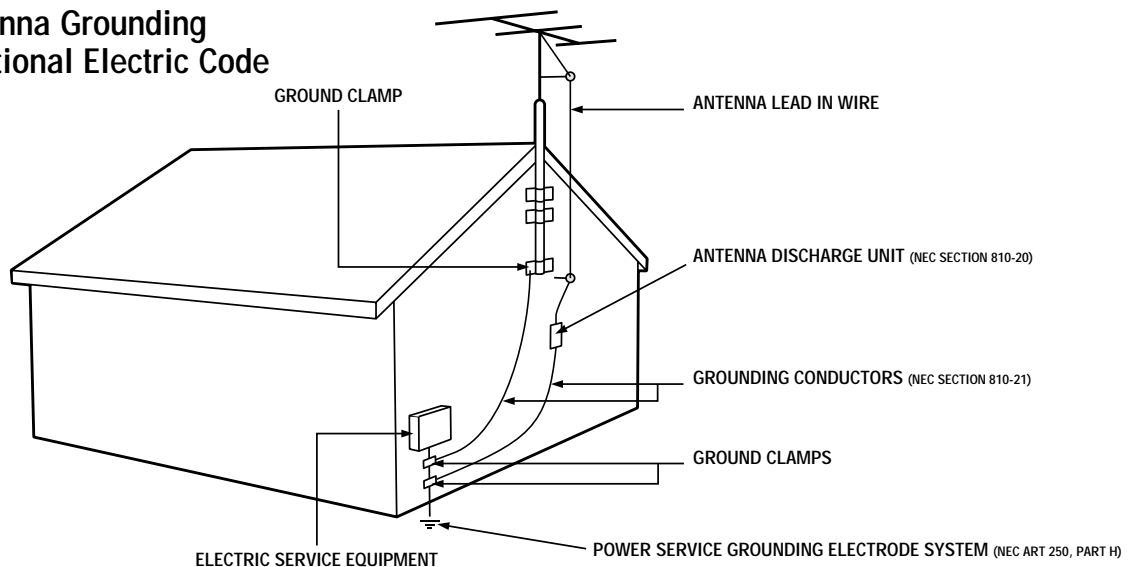 nna Grounding
tional Electric Code
GROUND CLAMP
ANTENNA LEAD IN WIRE
ANTENNA DISCHARGE UNIT (NEC SECTION 810-20)
GROUNDING CONDUCTORS (NEC SECTION 810-21)
GROUND CLAMPS
ELECTRIC SERVICE EQUIPMENT
POWER SERVICE GROUNDING ELECTRODE SYSTEM (NEC ART 250, PART H)